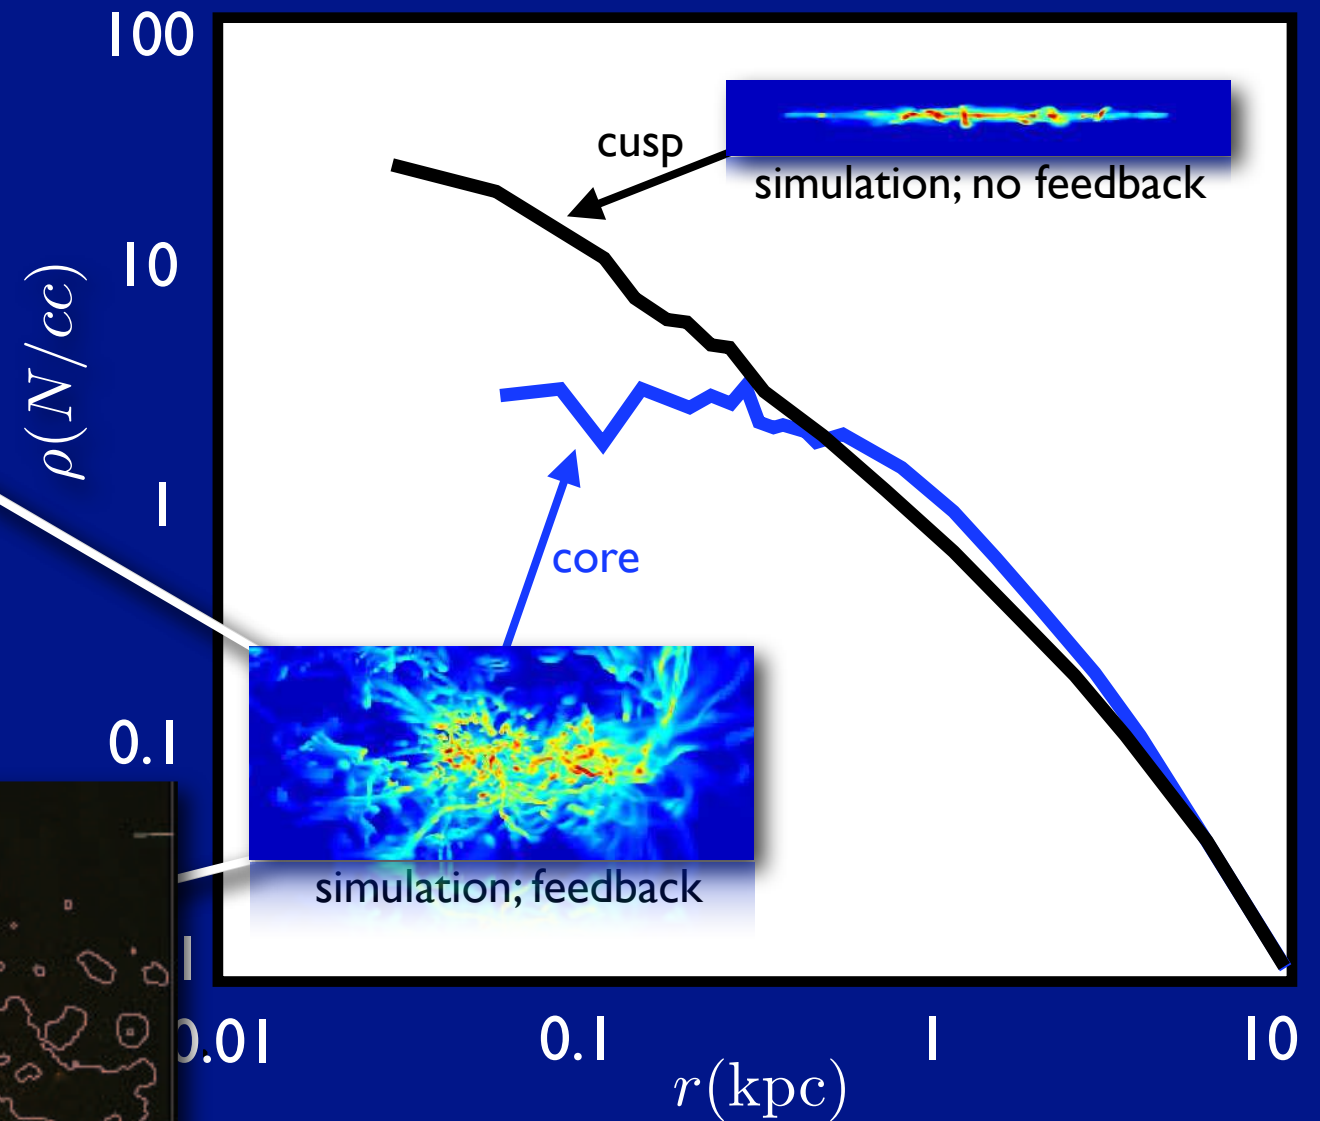 100
10
1
0.1
1
ρ(N/cc)
cusp
simulation; no feedback
core
simulation; feedback
0.01
0.1
1
10
r(kpc)